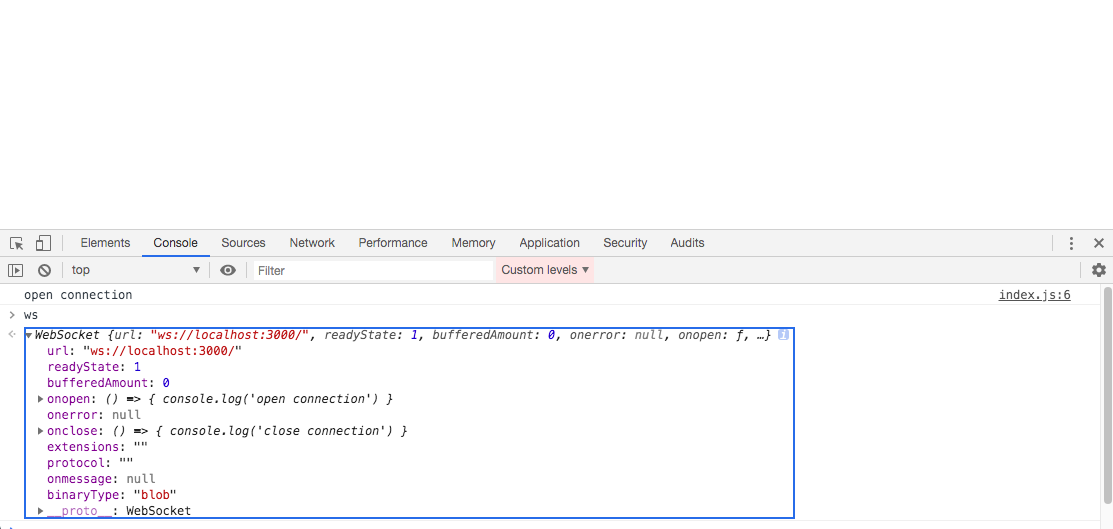 Elements Console Sources Network Performance Memory Application Security Audits
top Filter Custom levels
open connection index.js:6
ws
WebSocket {url: "ws://localhost:3000/", readyState: 1, bufferedAmount: 0, onerror: null, onopen: ƒ, …}
url: "ws://localhost:3000/"
readyState: 1
bufferedAmount: 0
onopen: () => { console.log('open connection') }
onerror: null
onclose: () => { console.log('close connection') }
extensions: ""
protocol: ""
onmessage: null
binaryType: "blob"
__proto__: WebSocket